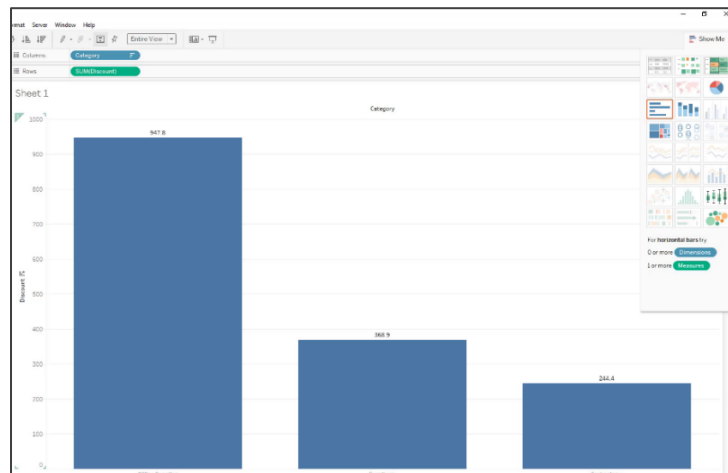 Server Window Help
Entire View
Show Me
Columns
Category
Rows
SUM(Discount)
Sheet 1
Category
1000
947.8
900
800
700
600
500
400
300
200
100
0
Discount
368.9
244.4
For horizontal bars try
0 or more Dimensions
1 or more Measures